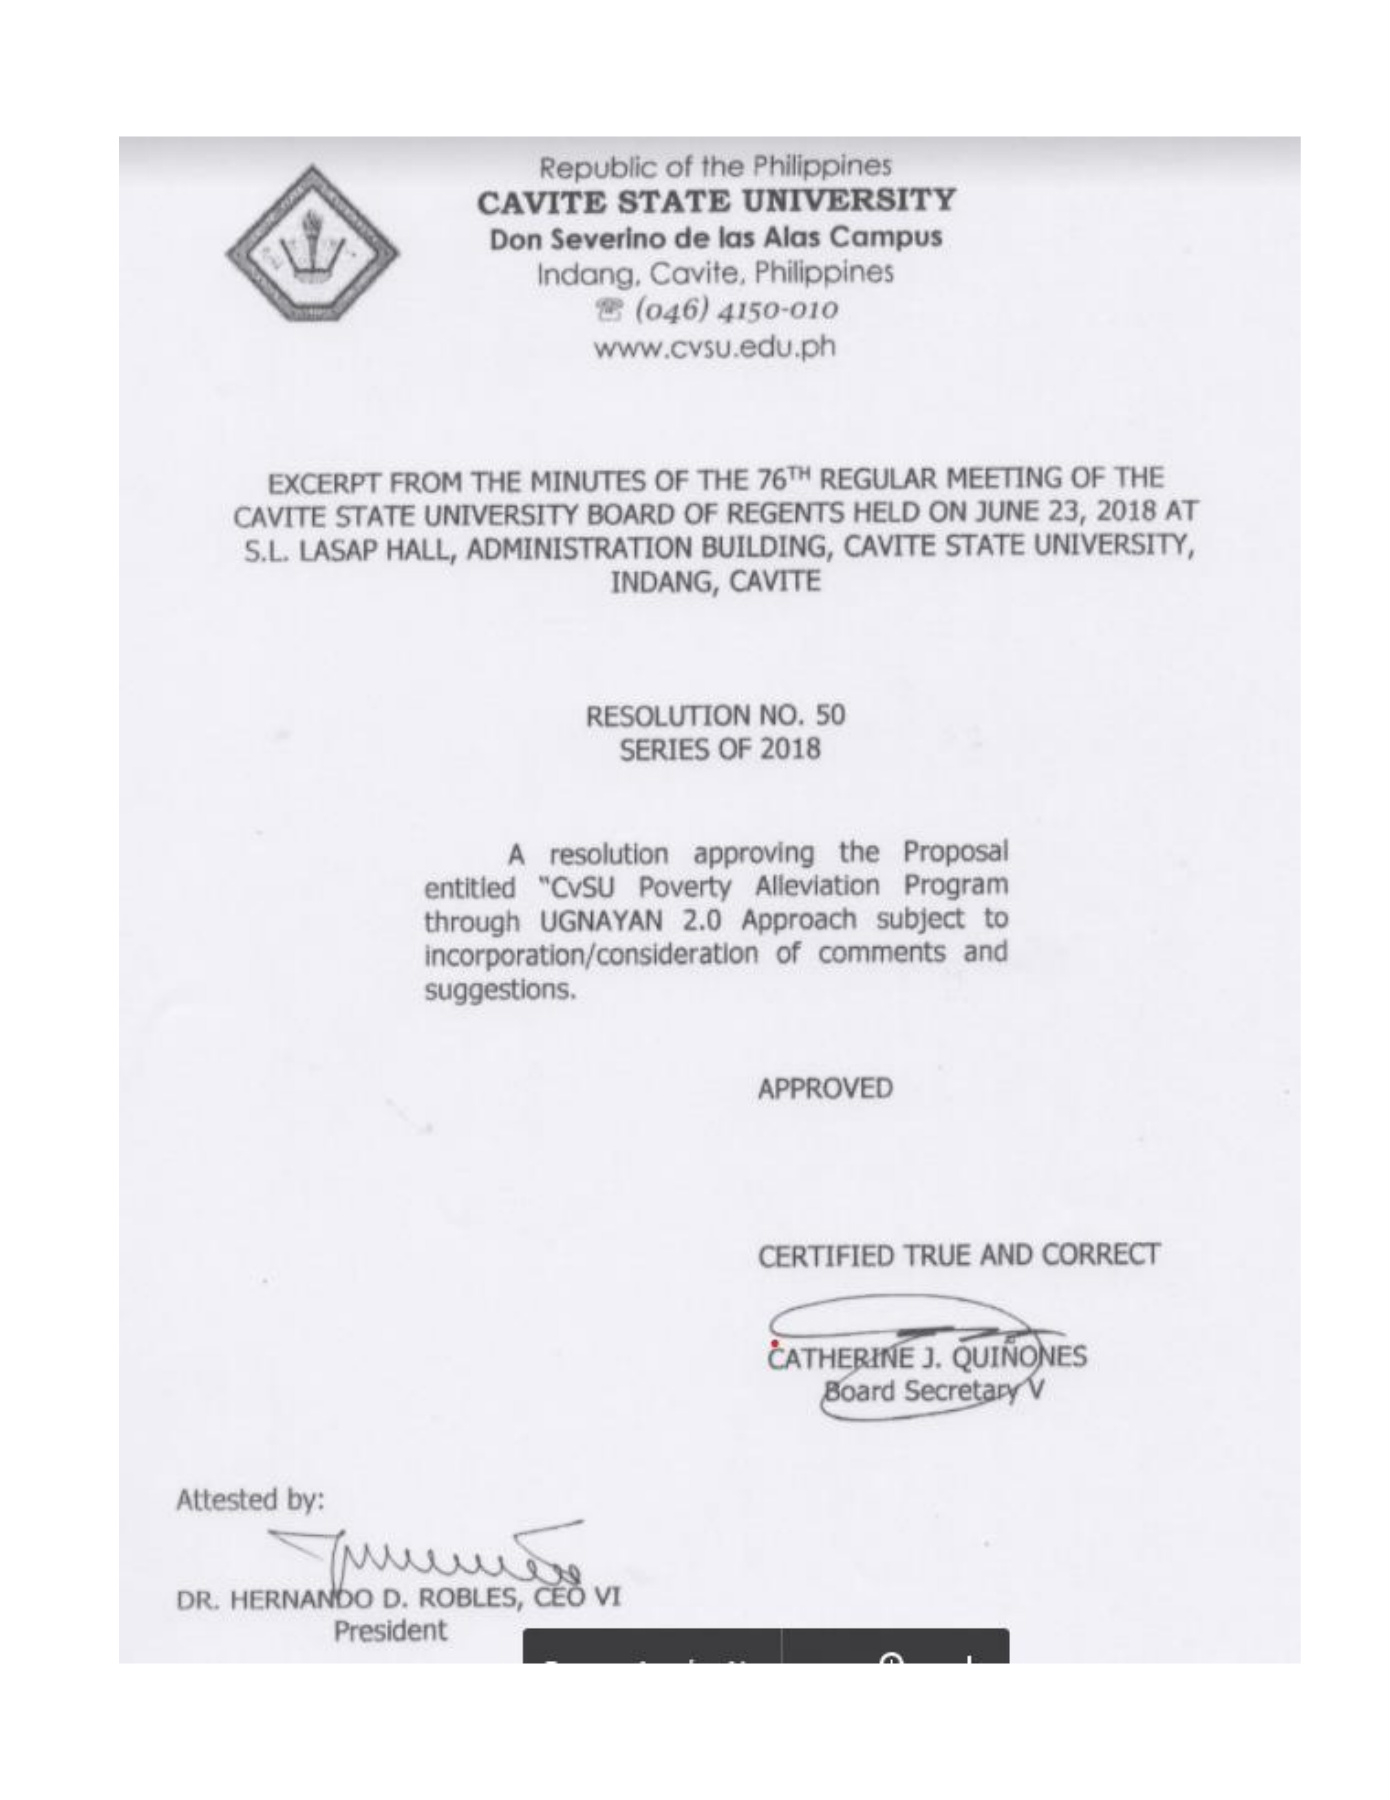 Republic of the Philippines
CAVITE STATE UNIVERSITY
Don Severino de las Alas Campus
Indang, Cavite, Philippines
☏ (046) 4150-010
www.cvsu.edu.ph
EXCERPT FROM THE MINUTES OF THE 76TH REGULAR MEETING OF THE
CAVITE STATE UNIVERSITY BOARD OF REGENTS HELD ON JUNE 23, 2018 AT
S.L. LASAP HALL, ADMINISTRATION BUILDING, CAVITE STATE UNIVERSITY,
INDANG, CAVITE
RESOLUTION NO. 50
SERIES OF 2018
A resolution approving the Proposal
entitled "CvSU Poverty Alleviation Program
through UGNAYAN 2.0 Approach subject to
incorporation/consideration of comments and
suggestions.
APPROVED
CERTIFIED TRUE AND CORRECT
CATHERINE J. QUIÑONES
Board Secretary V
Attested by:
DR. HERNANDO D. ROBLES, CEO VI
President